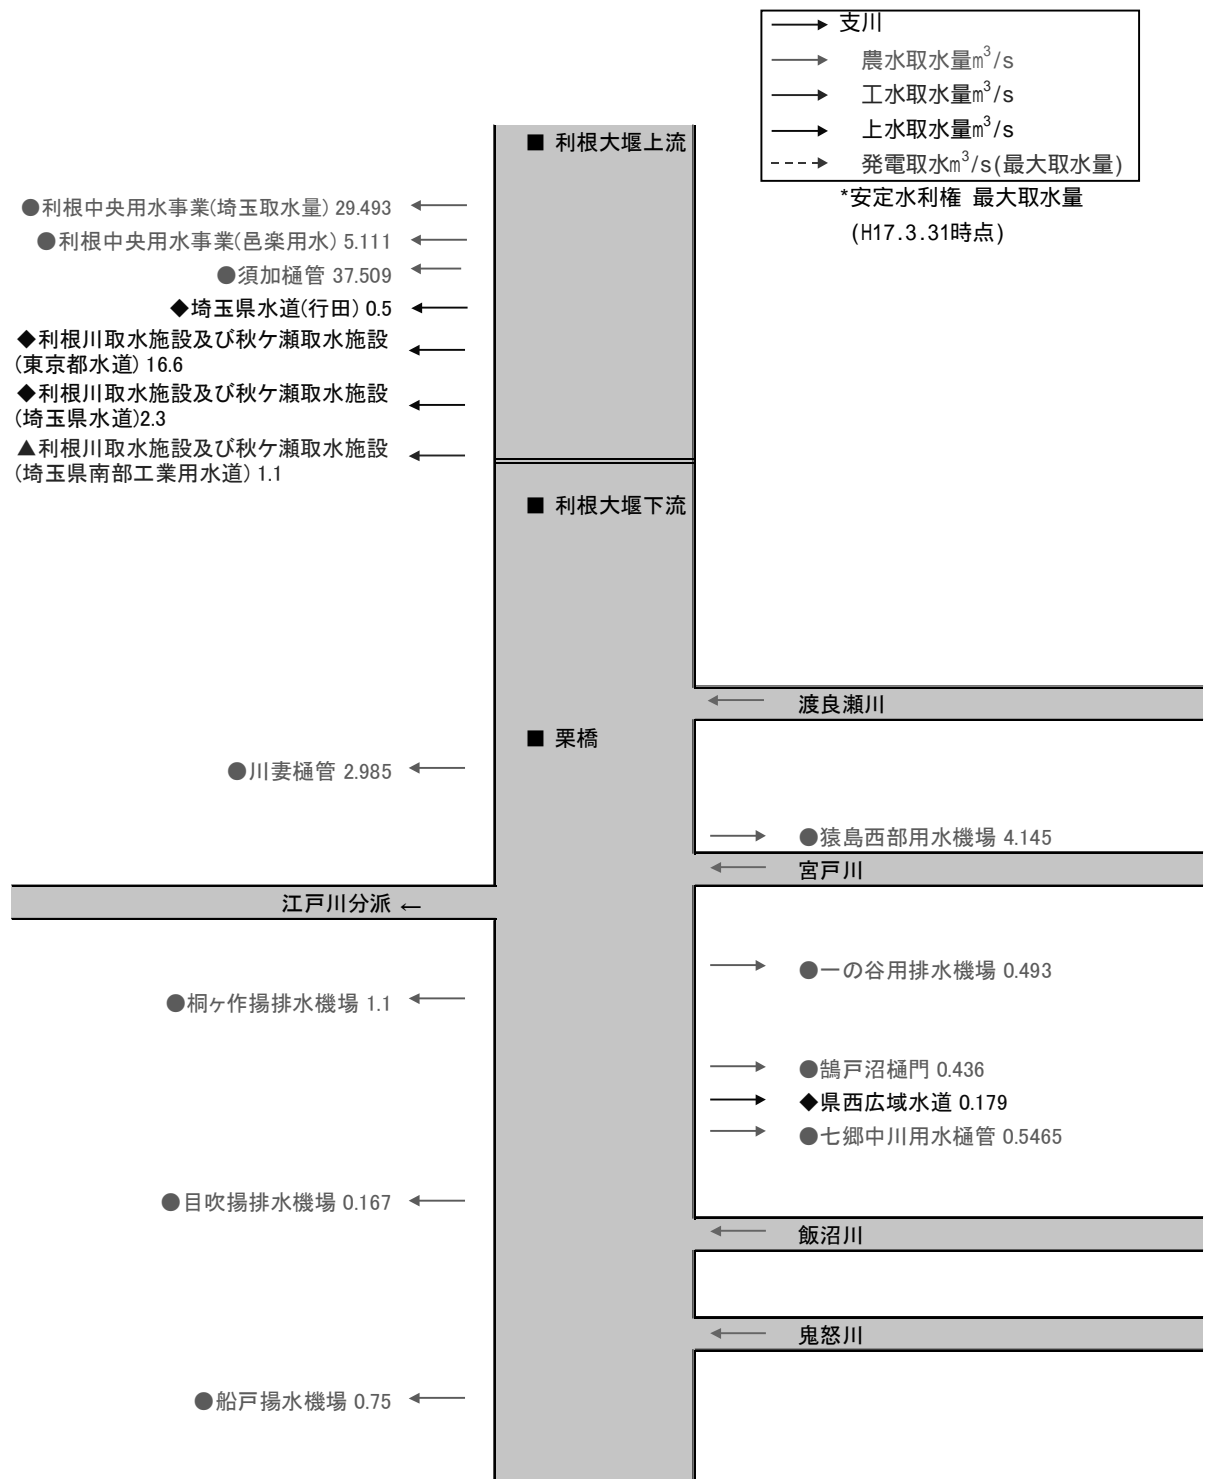 支川
農水取水量m³/s
工水取水量m³/s
上水取水量m³/s
発電取水m³/s(最大取水量)
*安定水利権 最大取水量
(H17.3.31時点)
■ 利根大堰上流
●利根中央用水事業(埼玉取水量) 29.493
●利根中央用水事業(邑楽用水) 5.111
●須加樋管 37.509
◆埼玉県水道(行田) 0.5
◆利根川取水施設及び秋ケ瀬取水施設
(東京都水道) 16.6
◆利根川取水施設及び秋ケ瀬取水施設
(埼玉県水道)2.3
▲利根川取水施設及び秋ケ瀬取水施設
(埼玉県南部工業用水道) 1.1
■ 利根大堰下流
渡良瀬川
■ 栗橋
●川妻樋管 2.985
●猿島西部用水機場 4.145
宮戸川
江戸川分派 ←
●一の谷用排水機場 0.493
●桐ヶ作揚排水機場 1.1
●鵠戸沼樋門 0.436
◆県西広域水道 0.179
●七郷中川用水樋管 0.5465
●目吹揚排水機場 0.167
飯沼川
鬼怒川
●船戸揚水機場 0.75